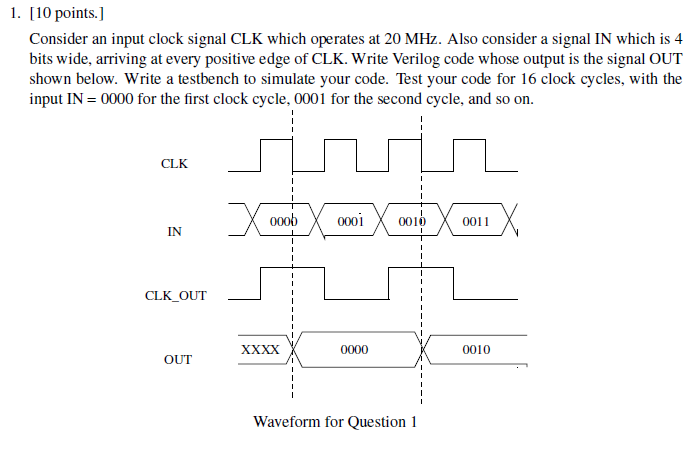 1. [10 points.]
Consider an input clock signal CLK which operates at 20 MHz. Also consider a signal IN which is 4
bits wide, arriving at every positive edge of CLK. Write Verilog code whose output is the signal OUT
shown below. Write a testbench to simulate your code. Test your code for 16 clock cycles, with the
input IN = 0000 for the first clock cycle, 0001 for the second cycle, and so on.
CLK
IN 0000 0001 0010 0011
CLK_OUT
OUT XXXX 0000 0010
Waveform for Question 1